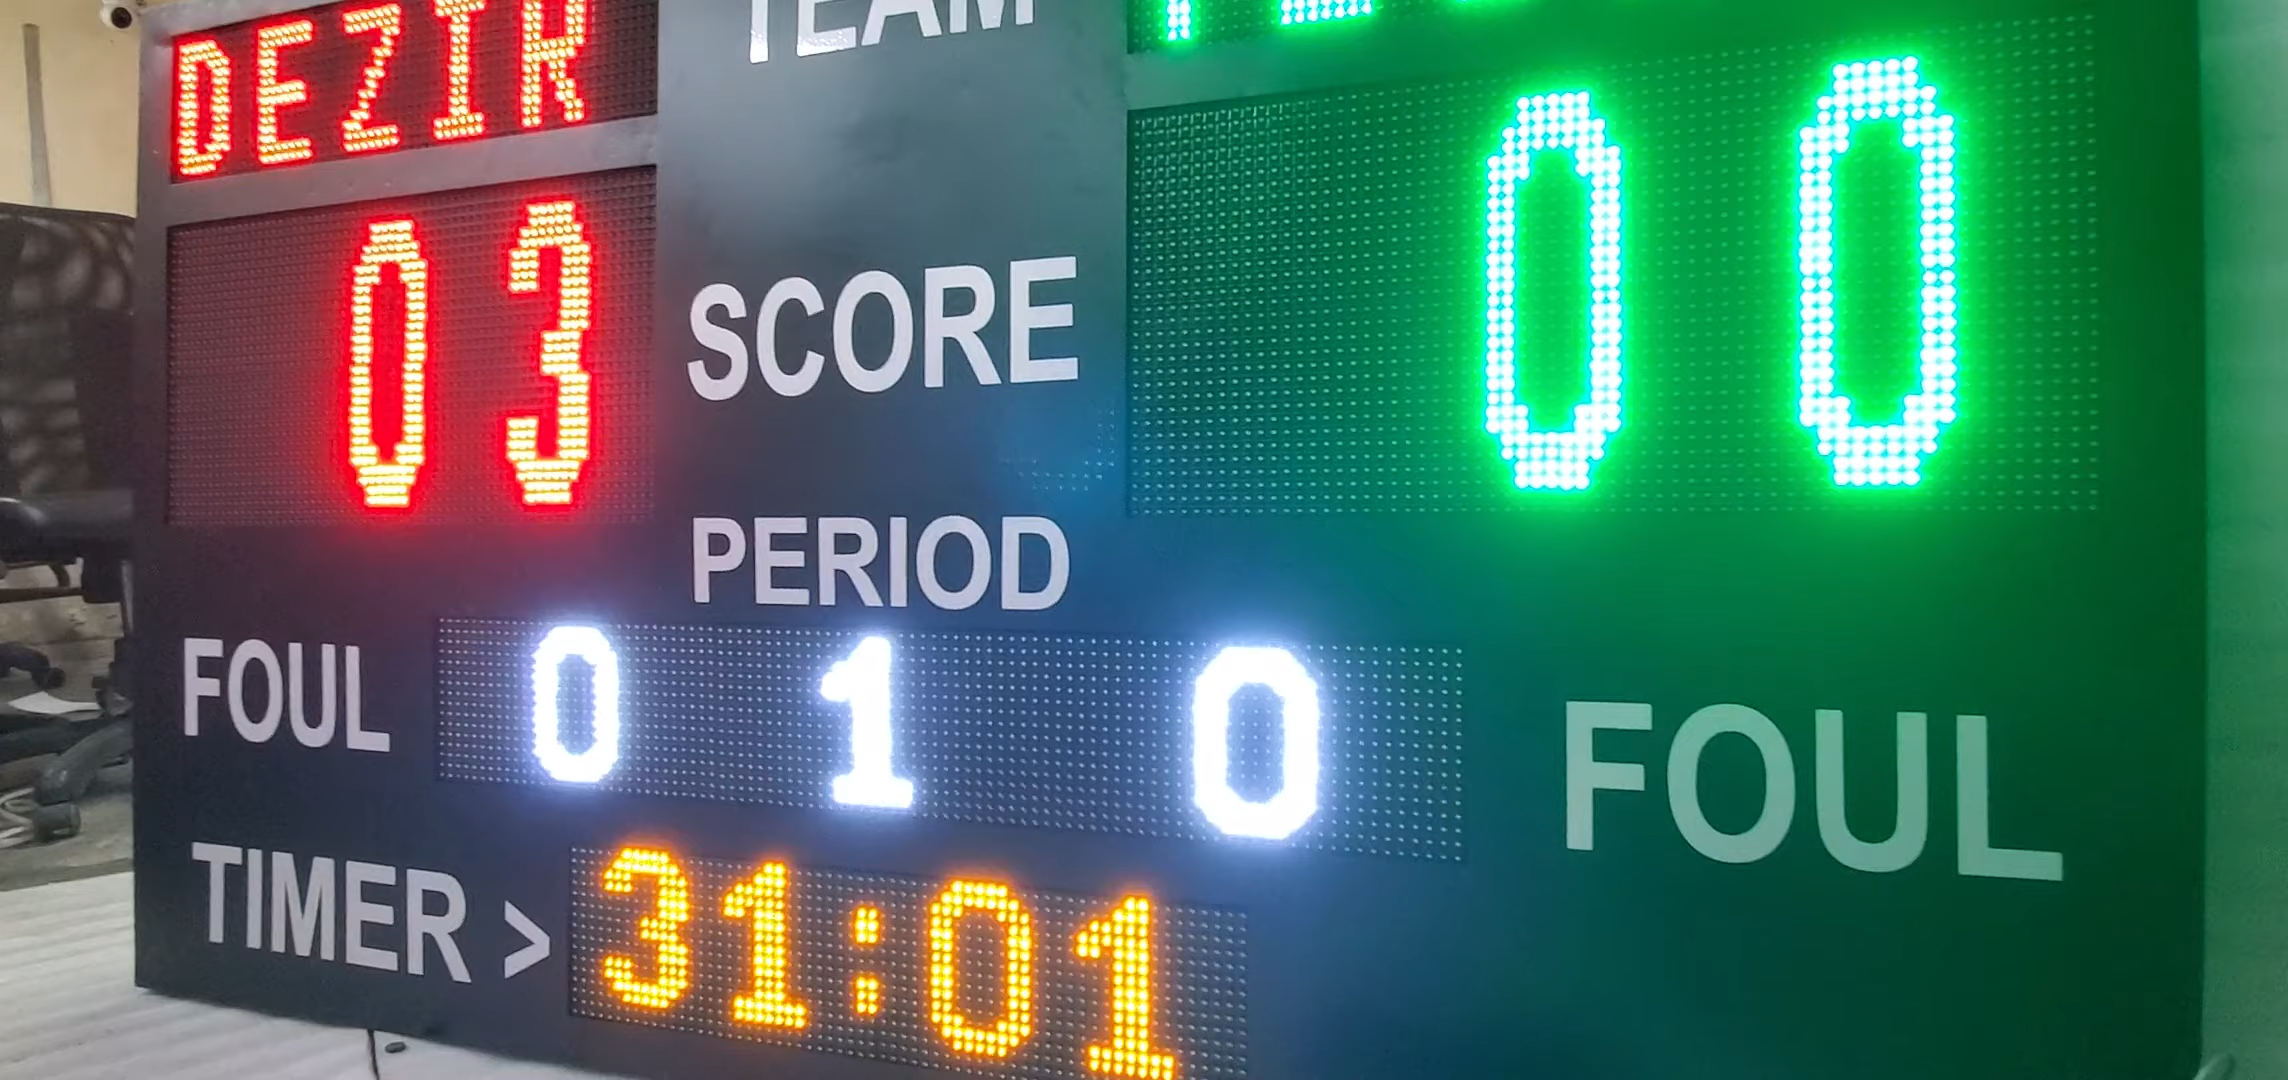 DEZIR TEAM
03 SCORE 00
PERIOD
FOUL 0 1 0 FOUL
TIMER > 31:01